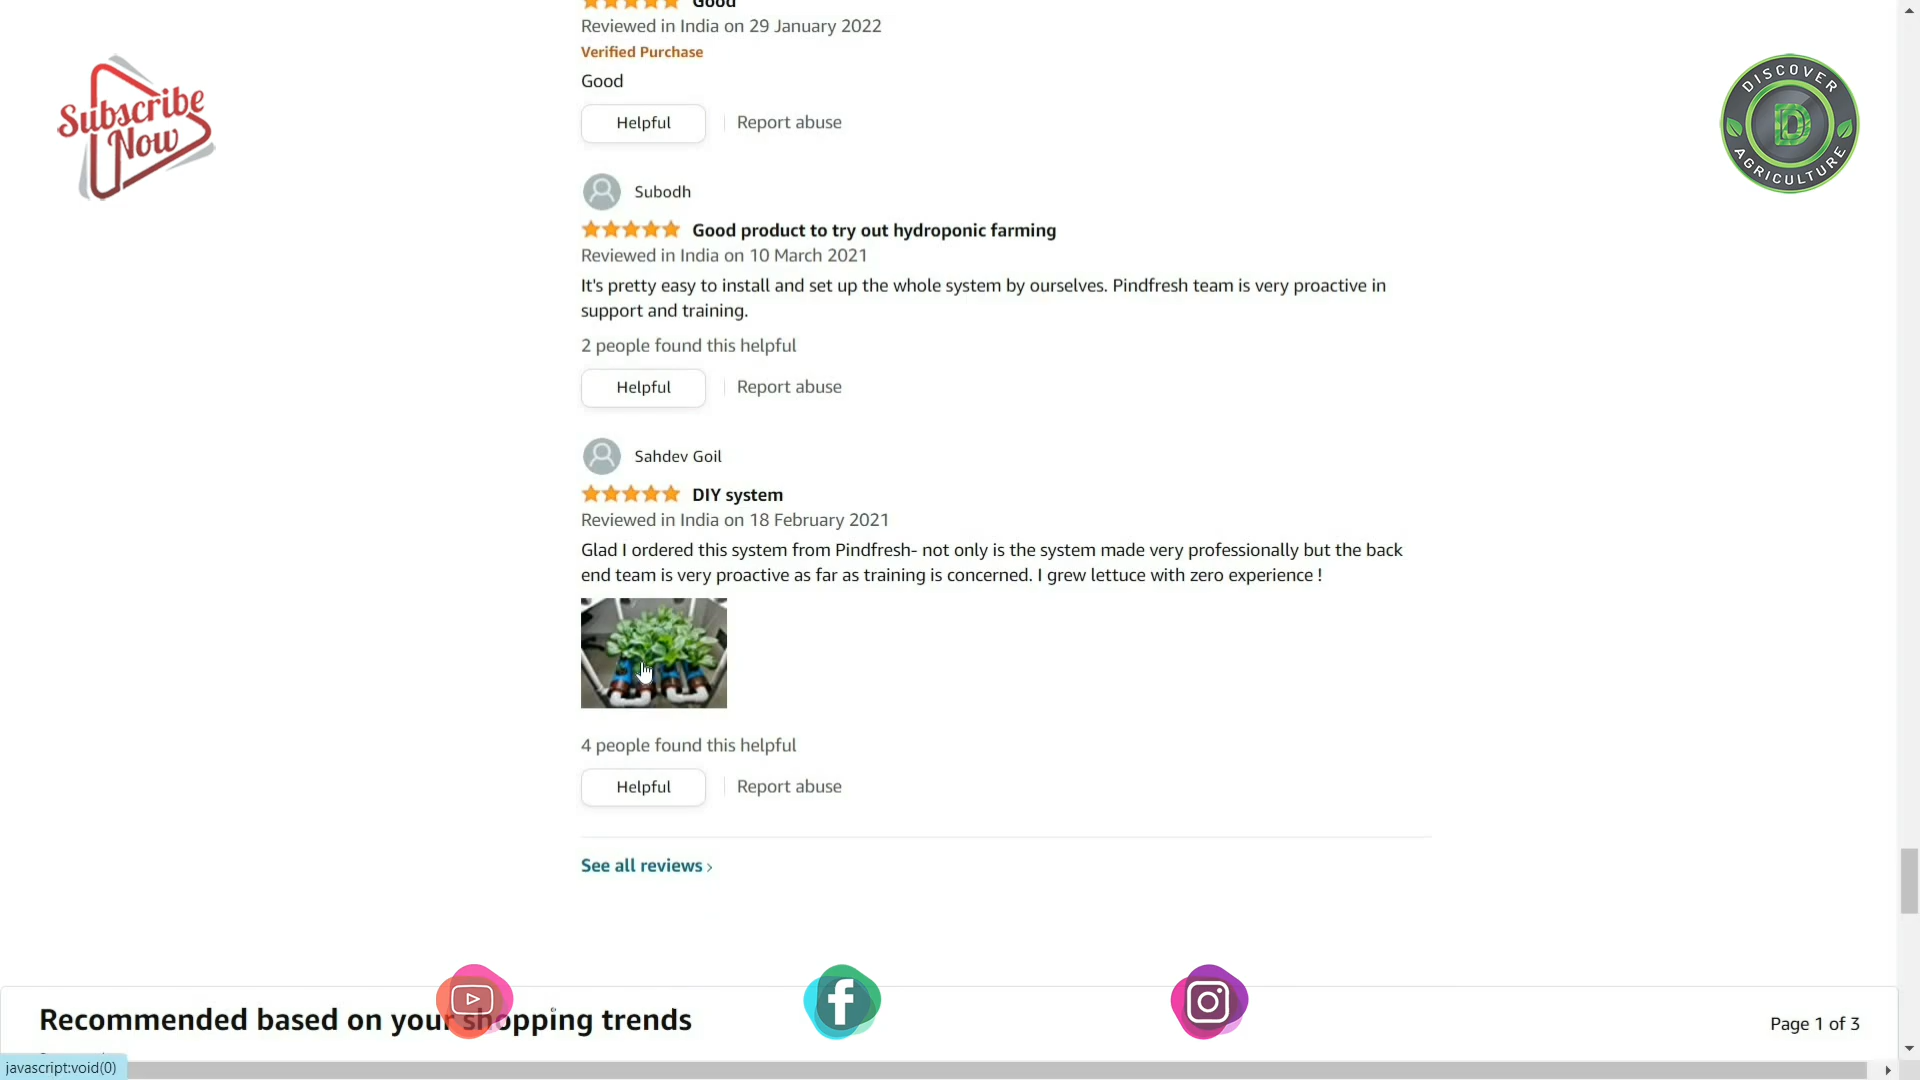 Good
Reviewed in India on 29 January 2022
Verified Purchase
Good
Helpful
Report abuse
Subscribe
Now
DISCOVER
D
AGRICULTURE
Subodh
Good product to try out hydroponic farming
Reviewed in India on 10 March 2021
It's pretty easy to install and set up the whole system by ourselves. Pindfresh team is very proactive in
support and training.
2 people found this helpful
Helpful
Report abuse
Sahdev Goil
DIY system
Reviewed in India on 18 February 2021
Glad I ordered this system from Pindfresh- not only is the system made very professionally but the back
end team is very proactive as far as training is concerned. I grew lettuce with zero experience !
4 people found this helpful
Helpful
Report abuse
See all reviews ›
Recommended based on your shopping trends
Page 1 of 3
javascript:void(0)